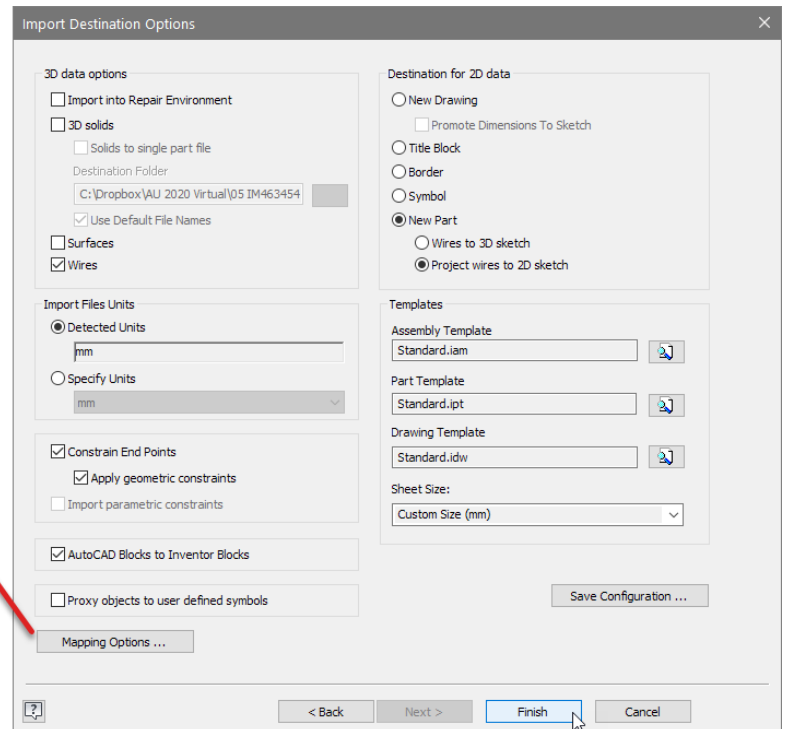 Import Destination Options
3D data options
Import into Repair Environment
3D solids
Solids to single part file
Destination Folder
C:\Dropbox\AU 2020 Virtual\05 IM463454
Use Default File Names
Surfaces
Wires
Import Files Units
Detected Units
mm
Specify Units
mm
Constrain End Points
Apply geometric constraints
Import parametric constraints
AutoCAD Blocks to Inventor Blocks
Proxy objects to user defined symbols
Mapping Options ...
Destination for 2D data
New Drawing
Promote Dimensions To Sketch
Title Block
Border
Symbol
New Part
Wires to 3D sketch
Project wires to 2D sketch
Templates
Assembly Template
Standard.iam
Part Template
Standard.ipt
Drawing Template
Standard.idw
Sheet Size:
Custom Size (mm)
Save Configuration ...
?
< Back
Next >
Finish
Cancel